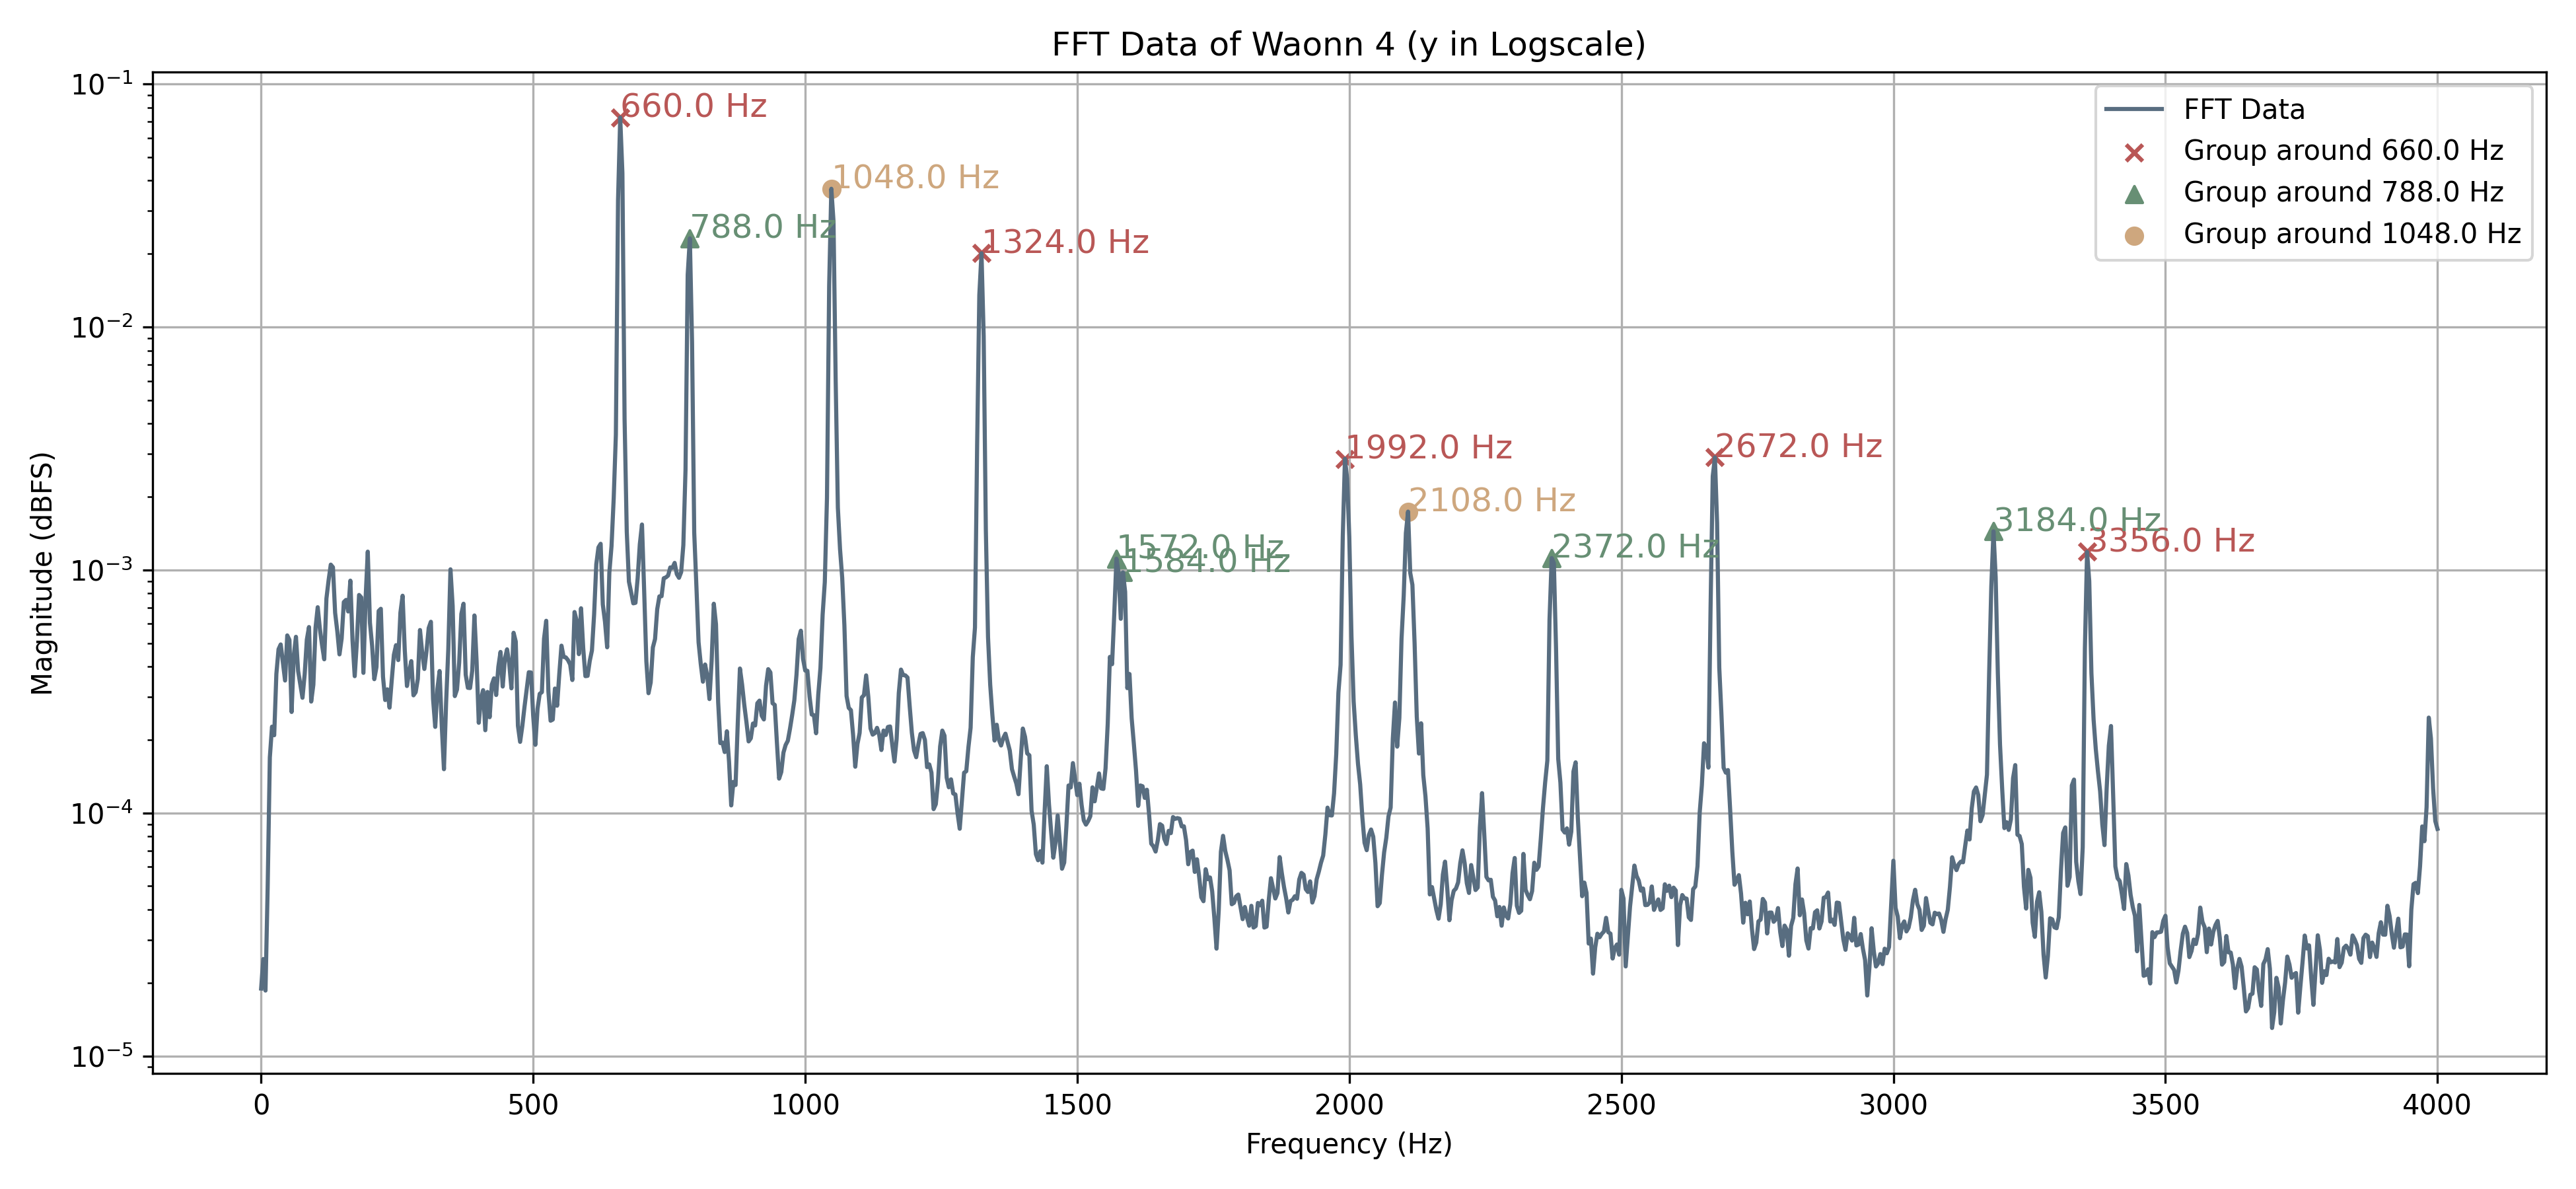 FFT Data of Waonn 4 (y in Logscale)
10⁻¹
10⁻²
10⁻³
10⁻⁴
10⁻⁵
Magnitude (dBFS)
660.0 Hz
788.0 Hz
1048.0 Hz
1324.0 Hz
1572.0 Hz
1584.0 Hz
1992.0 Hz
2108.0 Hz
2372.0 Hz
2672.0 Hz
3184.0 Hz
3356.0 Hz
FFT Data
Group around 660.0 Hz
Group around 788.0 Hz
Group around 1048.0 Hz
0 500 1000 1500 2000 2500 3000 3500 4000
Frequency (Hz)